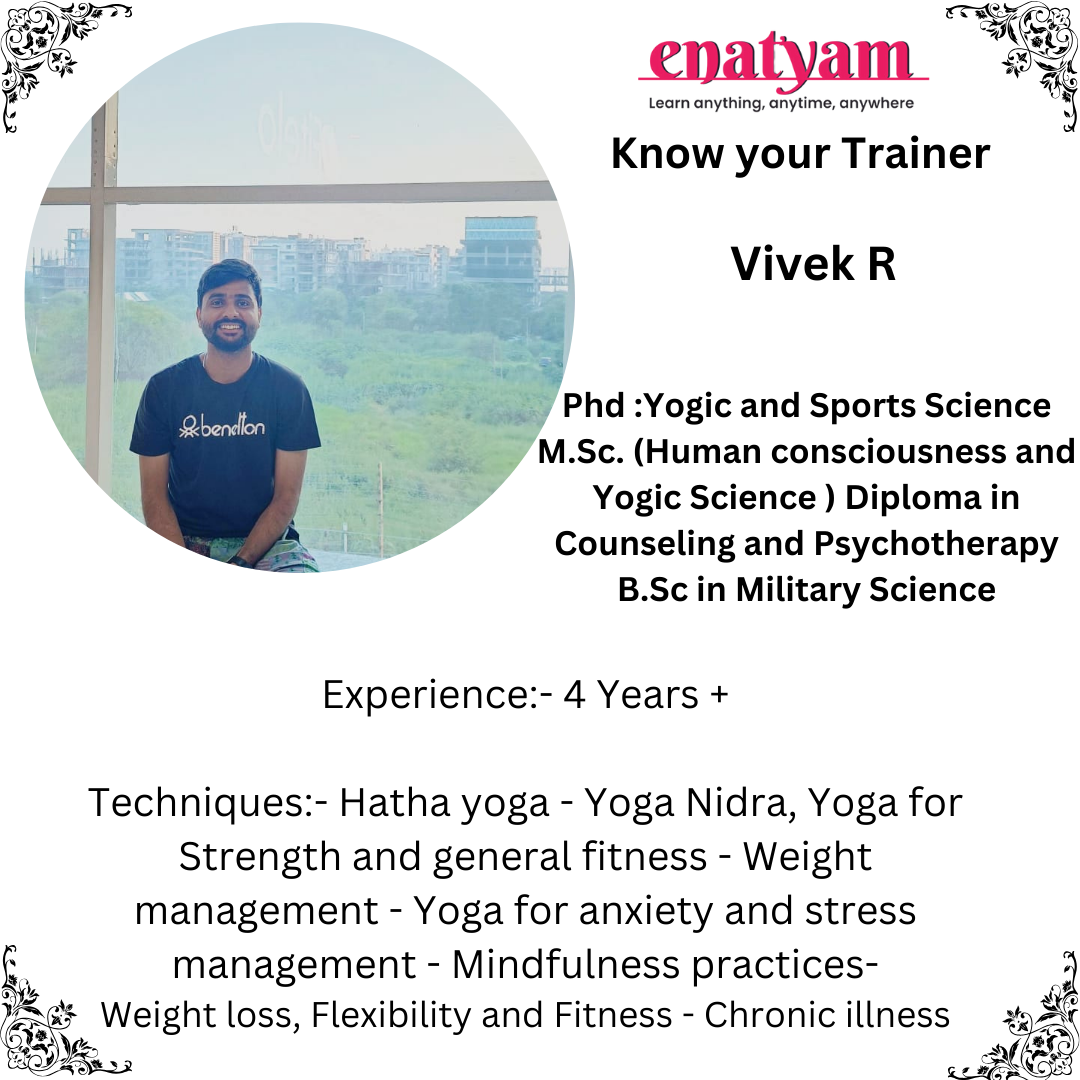 enatyam
Learn anything, anytime, anywhere
Know your Trainer
Vivek R
benetton
Phd :Yogic and Sports Science
M.Sc. (Human consciousness and
Yogic Science ) Diploma in
Counseling and Psychotherapy
B.Sc in Military Science
Experience:- 4 Years +
Techniques:- Hatha yoga - Yoga Nidra, Yoga for
Strength and general fitness - Weight
management - Yoga for anxiety and stress
management - Mindfulness practices-
Weight loss, Flexibility and Fitness - Chronic illness